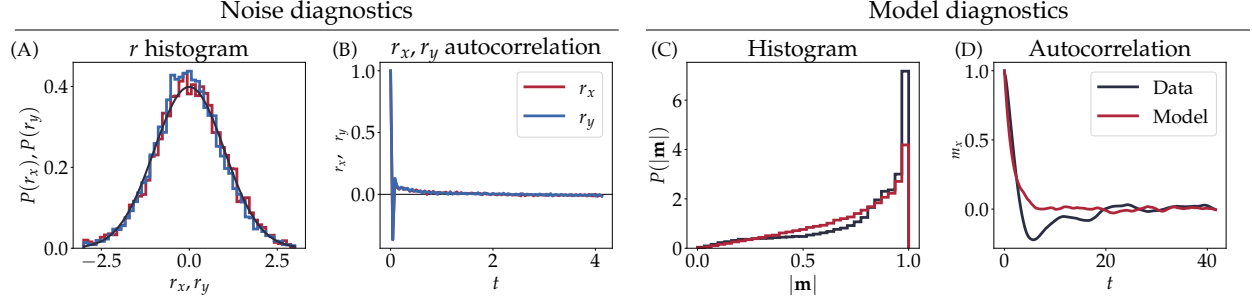 Noise diagnostics
Model diagnostics
(A)
r histogram
P(r_x), P(r_y)
0.4
0.2
0.0
−2.5
0.0
2.5
r_x, r_y
(B)
r_x, r_y autocorrelation
r_x, r_y
1.0
0.5
0.0
0
2
4
t
r_x
r_y
(C)
Histogram
P(|m|)
6
4
2
0
0.0
0.5
1.0
|m|
(D)
Autocorrelation
m_x
1.0
0.5
0.0
0
20
40
t
Data
Model